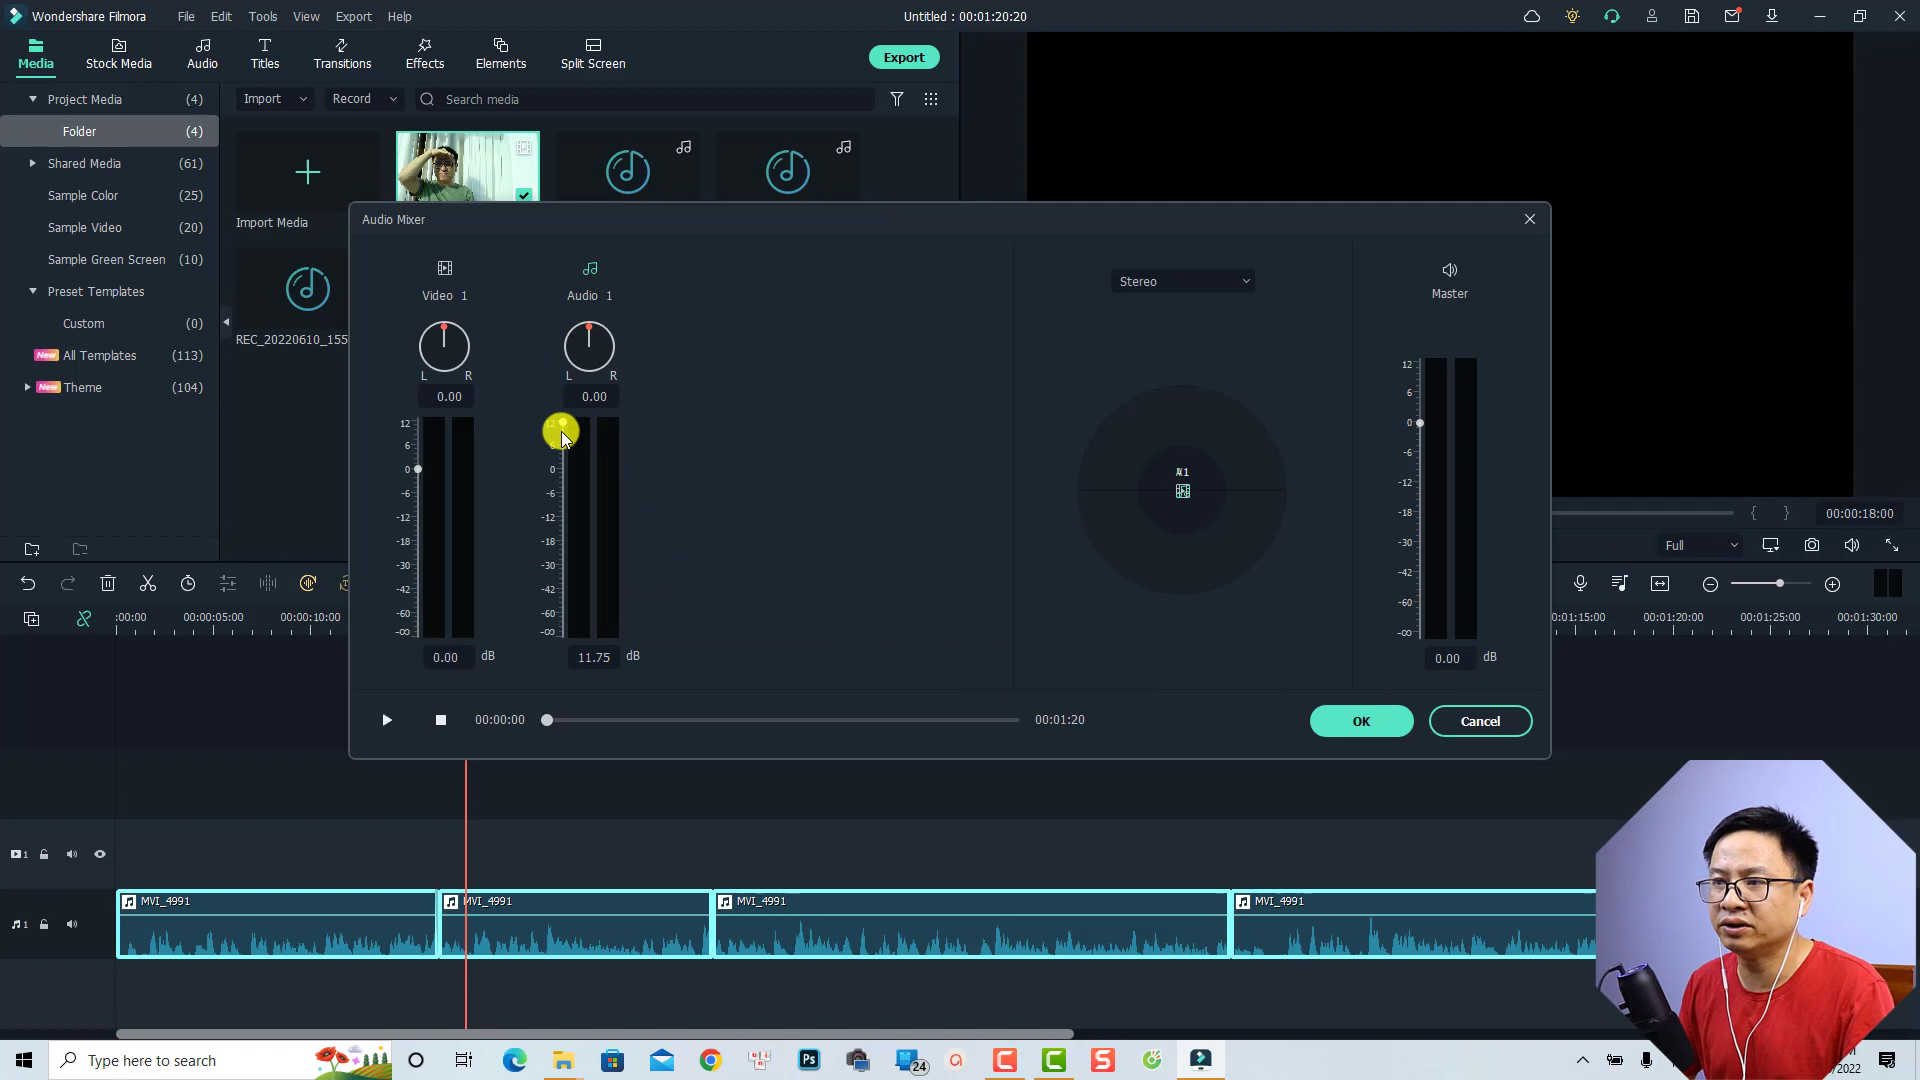 Wondershare Filmora File Edit Tools View Export Help Untitled : 00:01:20:20
Media Stock Media Audio Titles Transitions Effects Elements Split Screen Export
Project Media (4)
Folder (4)
Shared Media (61)
Sample Color (25)
Sample Video (20)
Sample Green Screen (10)
Preset Templates
Custom (0)
New All Templates (113)
New Theme (104)
Import Record Search media
Import Media
REC_20220610_155
Audio Mixer
Video 1 Audio 1 Stereo Master
L R L R
0.00 0.00
12 12 12
6 6 6
0 0 0
-6 -6 -6
-12 -12 -12
-18 -18 -18
-30 -30 -30
-42 -42 -42
-60 -60 -60
-∞ -∞ -∞
0.00 dB 11.75 dB 0.00 dB
00:00:00 00:01:20 OK Cancel
{ } 00:00:18:00
Full
:00:00 00:00:05:00 00:00:10:00 00:01:15:00 00:01:20:00 00:01:25:00 00:01:30:00
1
1
MVI_4991 MVI_4991 MVI_4991 MVI_4991
Type here to search Ps 24 C C S
/2022